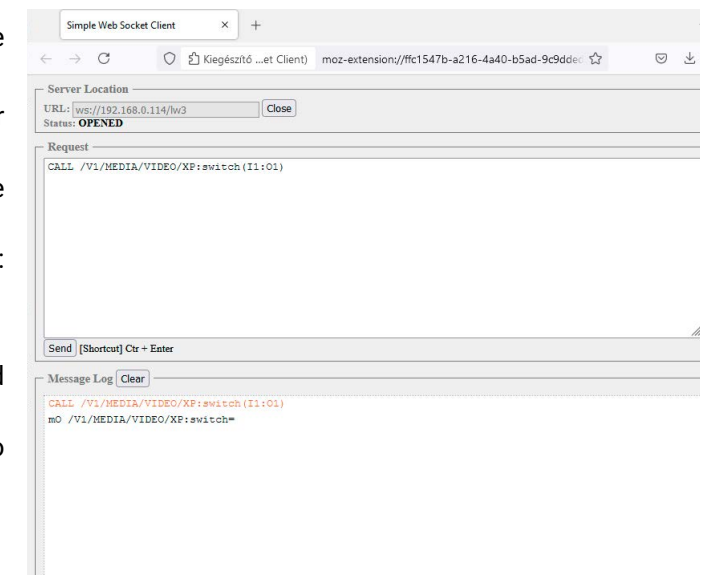 Simple Web Socket Client × +
Kiegészítő ...et Client) moz-extension://ffc1547b-a216-4a40-b5ad-9c9ddec
Server Location
URL: ws://192.168.0.114/lw3 Close
Status: OPENED
Request
CALL /V1/MEDIA/VIDEO/XP:switch(I1:O1)
Send [Shortcut] Ctr + Enter
Message Log Clear
CALL /V1/MEDIA/VIDEO/XP:switch(I1:O1)
mO /V1/MEDIA/VIDEO/XP:switch=